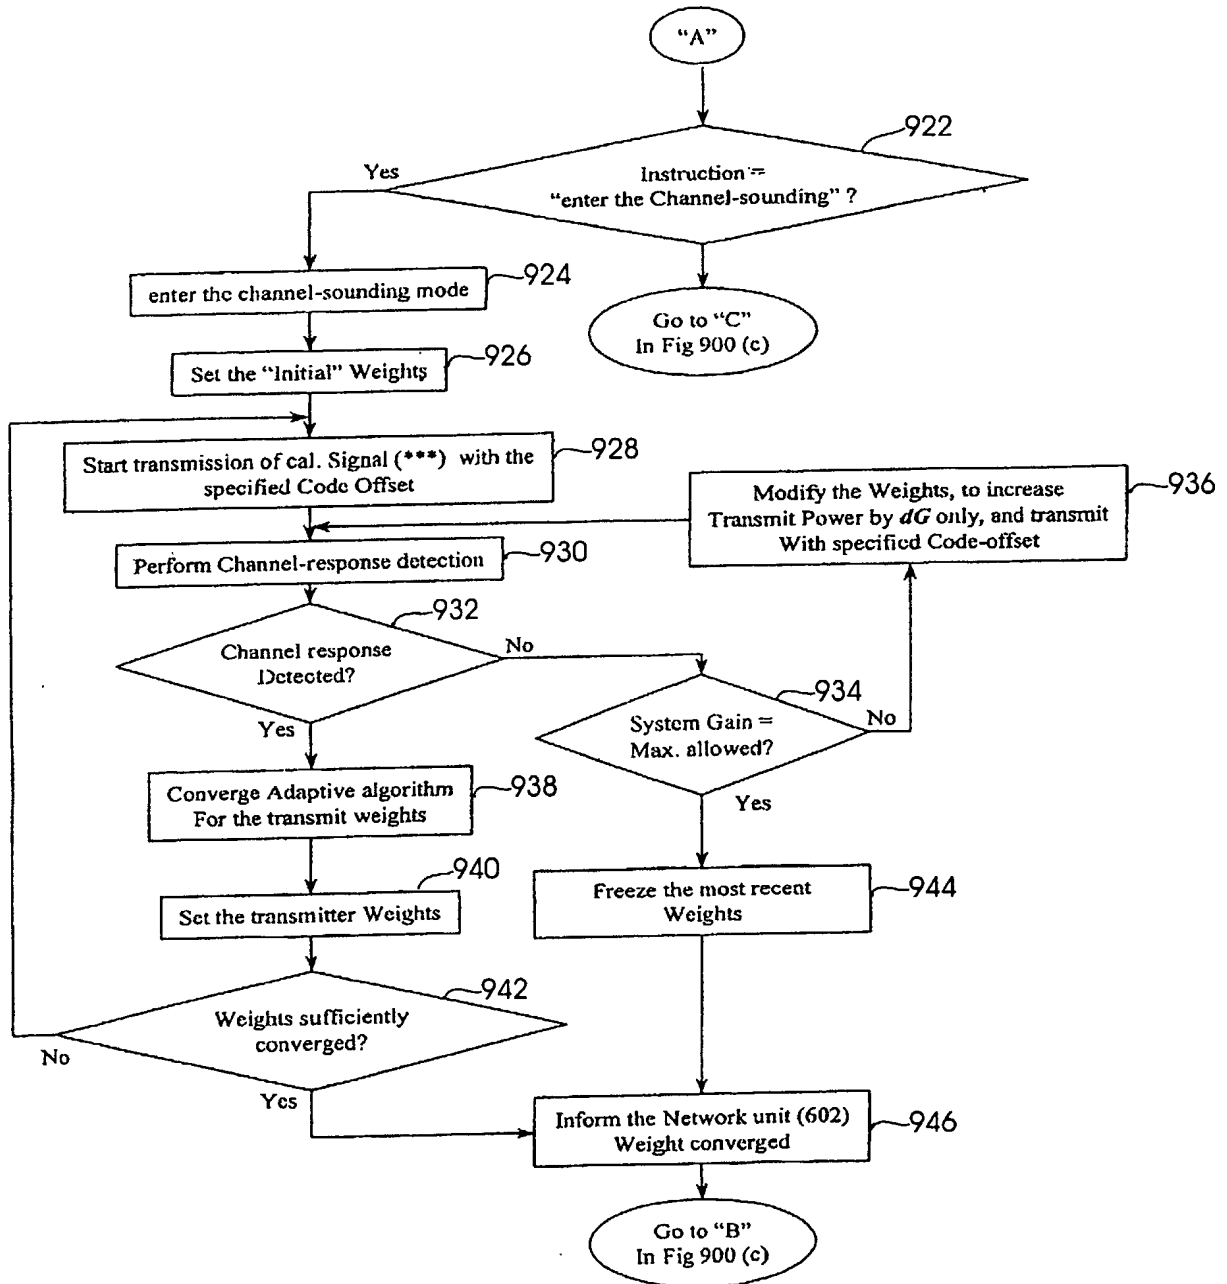 “A”
922
Yes
Instruction =
“enter the Channel-sounding” ?
924
enter the channel-sounding mode
Go to “C”
In Fig 900 (c)
926
Set the “Initial” Weights
928
Start transmission of cal. Signal (***) with the
specified Code Offset
936
Modify the Weights, to increase
Transmit Power by dG only, and transmit
With specified Code-offset
930
Perform Channel-response detection
932
No
Channel response
Detected?
934
No
Yes
System Gain =
Max. allowed?
938
Converge Adaptive algorithm
For the transmit weights
Yes
940
Set the transmitter Weights
944
Freeze the most recent
Weights
942
Weights sufficiently
converged?
No
Yes
Inform the Network unit (602)
Weight converged
946
Go to “B”
In Fig 900 (c)